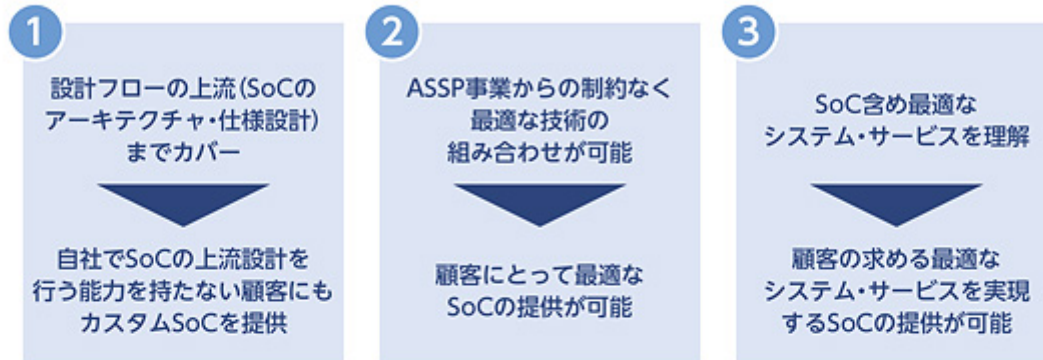 1
設計フローの上流(SoCの
アーキテクチャ・仕様設計)
までカバー
自社でSoCの上流設計を
行う能力を持たない顧客にも
カスタムSoCを提供
2
ASSP事業からの制約なく
最適な技術の
組み合わせが可能
顧客にとって最適な
SoCの提供が可能
3
SoC含め最適な
システム・サービスを理解
顧客の求める最適な
システム・サービスを実現
するSoCの提供が可能